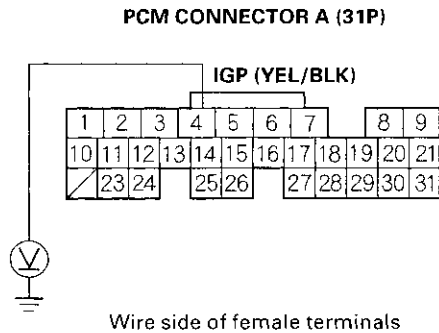 PCM CONNECTOR A (31P)
IGP (YEL/BLK)
1 2 3 4 5 6 7 8 9
10 11 12 13 14 15 16 17 18 19 20 21
23 24 25 26 27 28 29 30 31
V
Wire side of female terminals